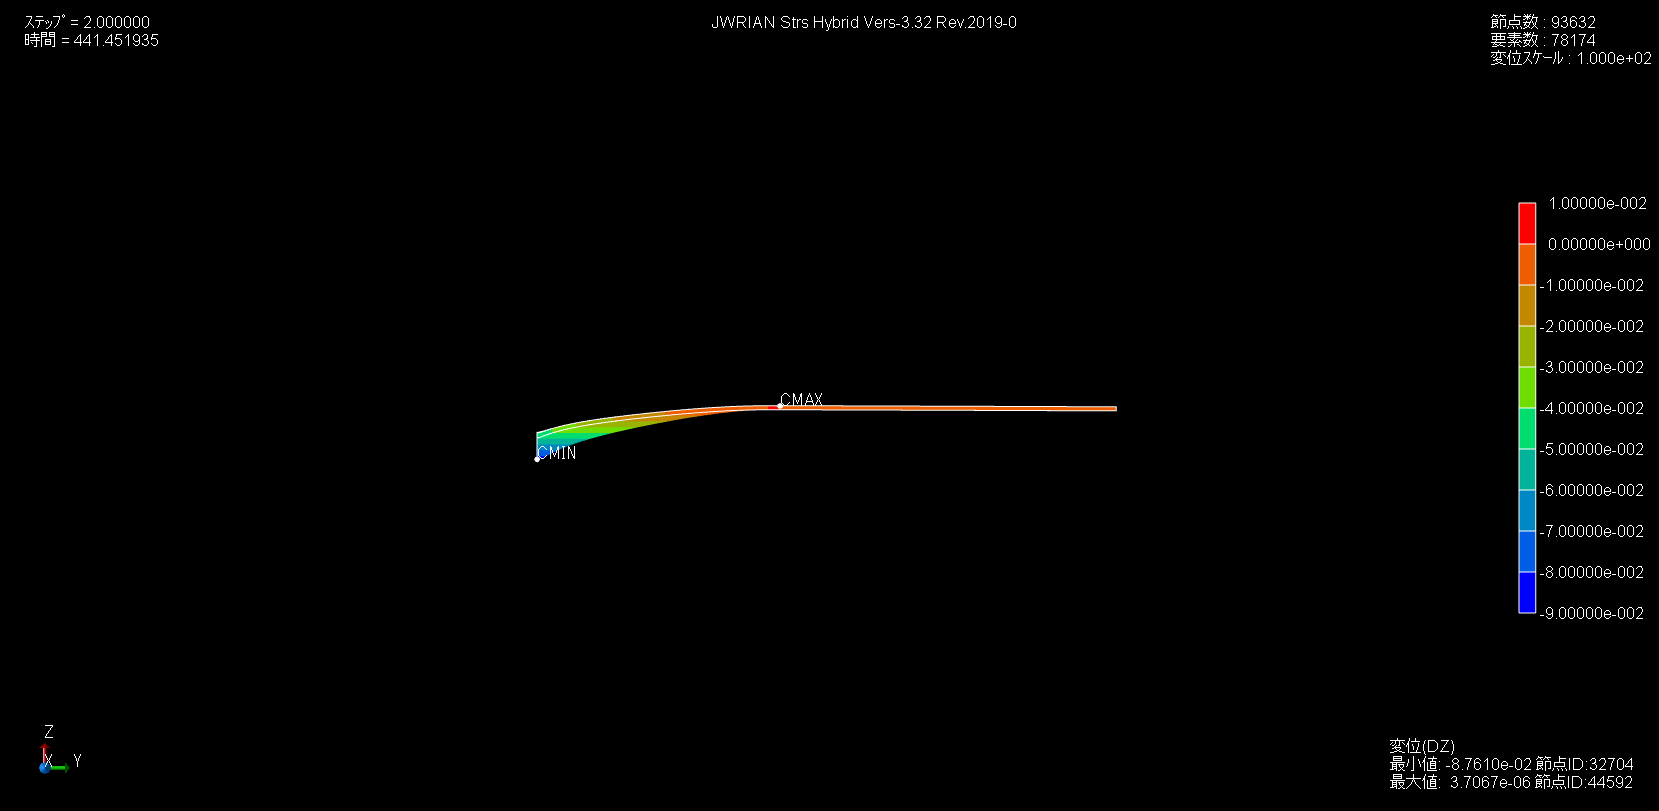 ｽﾃｯﾌﾟ = 2.000000
時間 = 441.451935
JWRIAN Strs Hybrid Vers-3.32 Rev.2019-0
節点数 : 93632
要素数 : 78174
変位ｽｹｰﾙ : 1.000e+02
CMAX
CMIN
1.00000e-002
0.00000e+000
-1.00000e-002
-2.00000e-002
-3.00000e-002
-4.00000e-002
-5.00000e-002
-6.00000e-002
-7.00000e-002
-8.00000e-002
-9.00000e-002
Z
X Y
変位(DZ)
最小値: -8.7610e-02 節点ID:32704
最大値: 3.7067e-06 節点ID:44592